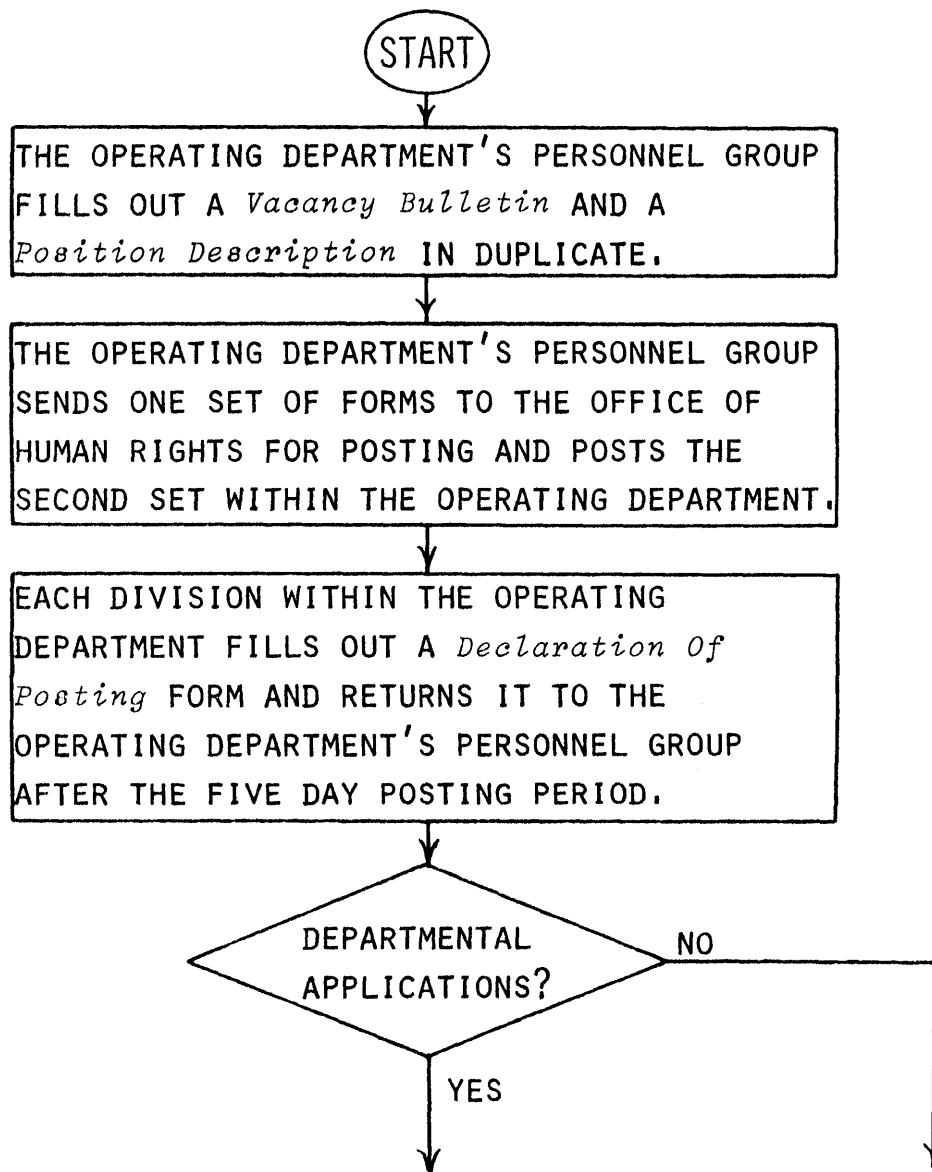 START
THE OPERATING DEPARTMENT'S PERSONNEL GROUP
FILLS OUT A Vacancy Bulletin AND A
Position Description IN DUPLICATE.
THE OPERATING DEPARTMENT'S PERSONNEL GROUP
SENDS ONE SET OF FORMS TO THE OFFICE OF
HUMAN RIGHTS FOR POSTING AND POSTS THE
SECOND SET WITHIN THE OPERATING DEPARTMENT.
EACH DIVISION WITHIN THE OPERATING
DEPARTMENT FILLS OUT A Declaration Of
Posting FORM AND RETURNS IT TO THE
OPERATING DEPARTMENT'S PERSONNEL GROUP
AFTER THE FIVE DAY POSTING PERIOD.
DEPARTMENTAL
APPLICATIONS?
NO
YES